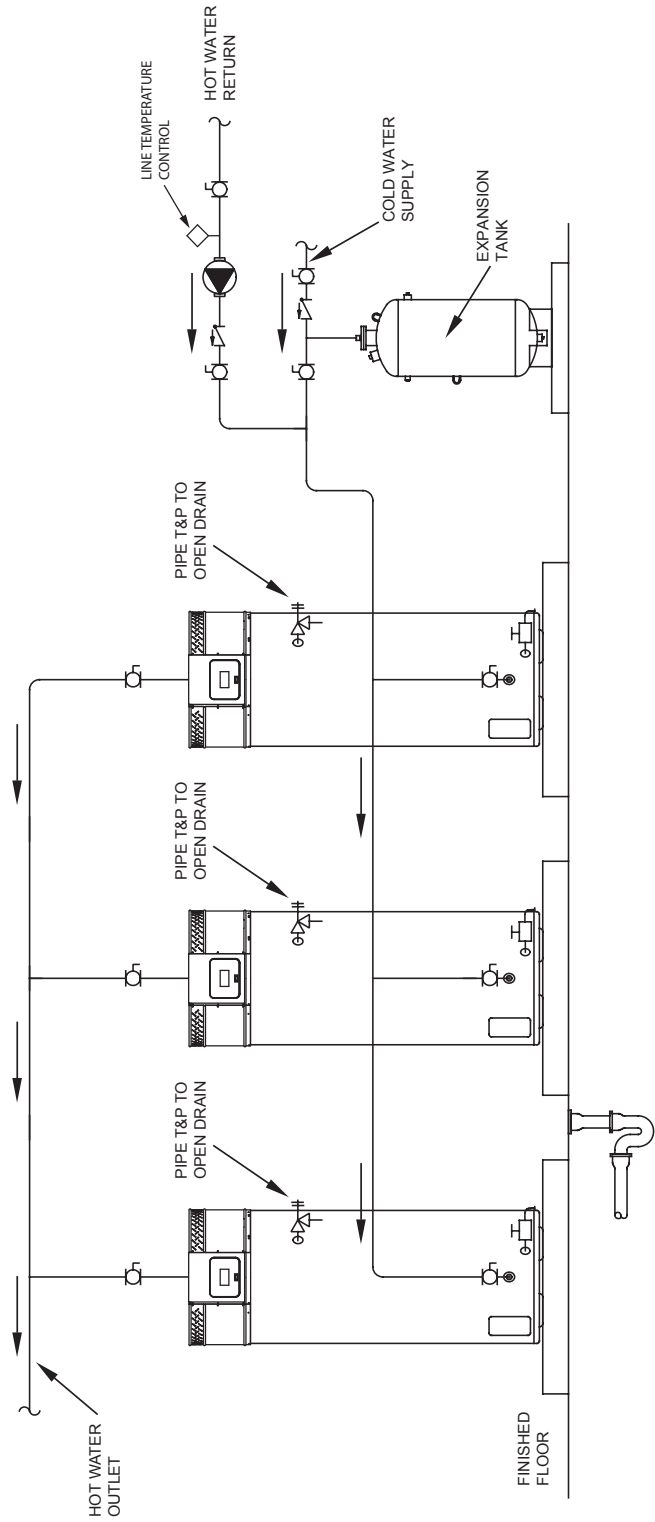 HOT WATER
OUTLET
PIPE T&P TO
OPEN DRAIN
PIPE T&P TO
OPEN DRAIN
PIPE T&P TO
OPEN DRAIN
LINE TEMPERATURE
CONTROL
HOT WATER
RETURN
COLD WATER
SUPPLY
EXPANSION
TANK
FINISHED
FLOOR